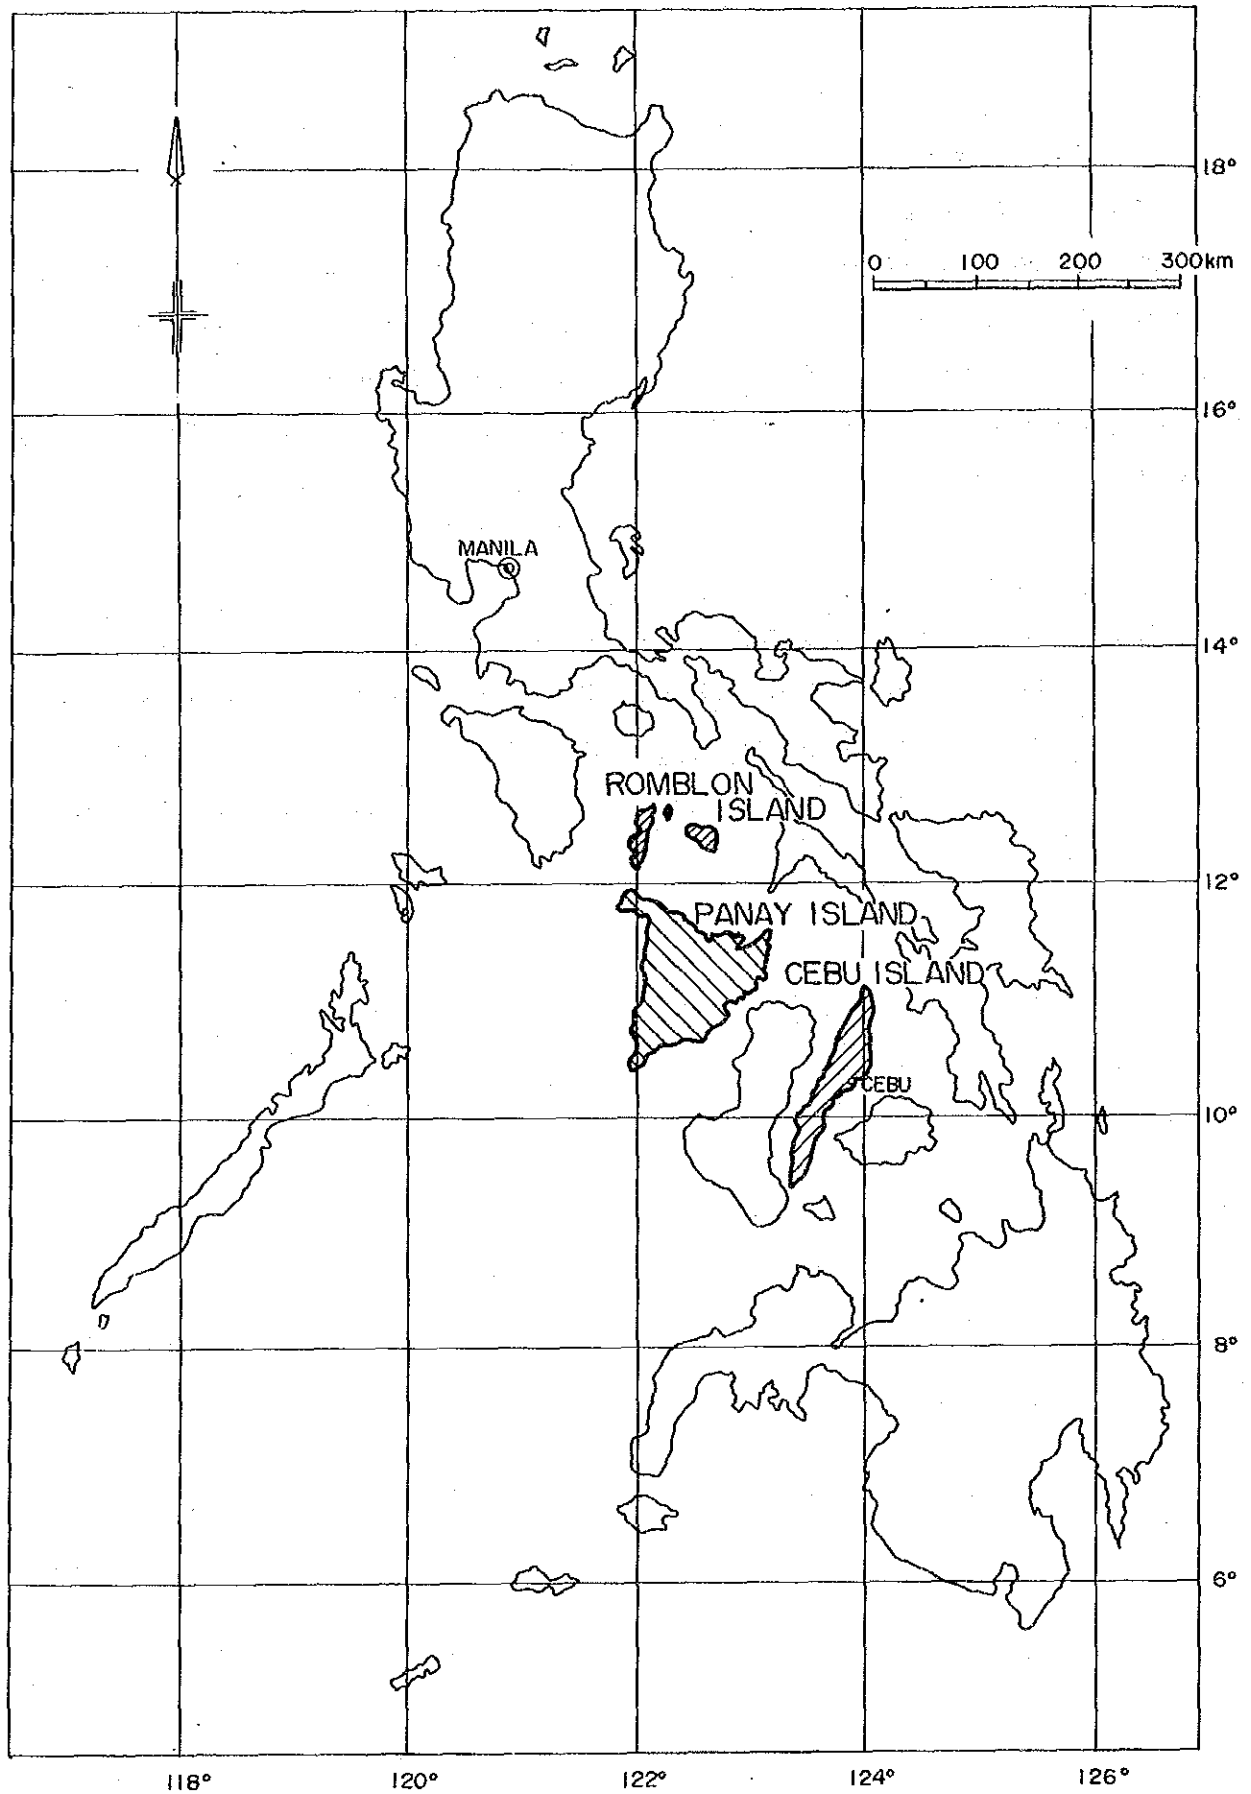 18°
0 100 200 300km
16°
MANILA
14°
ROMBLON
ISLAND
12°
PANAY ISLAND
CEBU ISLAND
CEBU
10°
8°
6°
118° 120° 122° 124° 126°